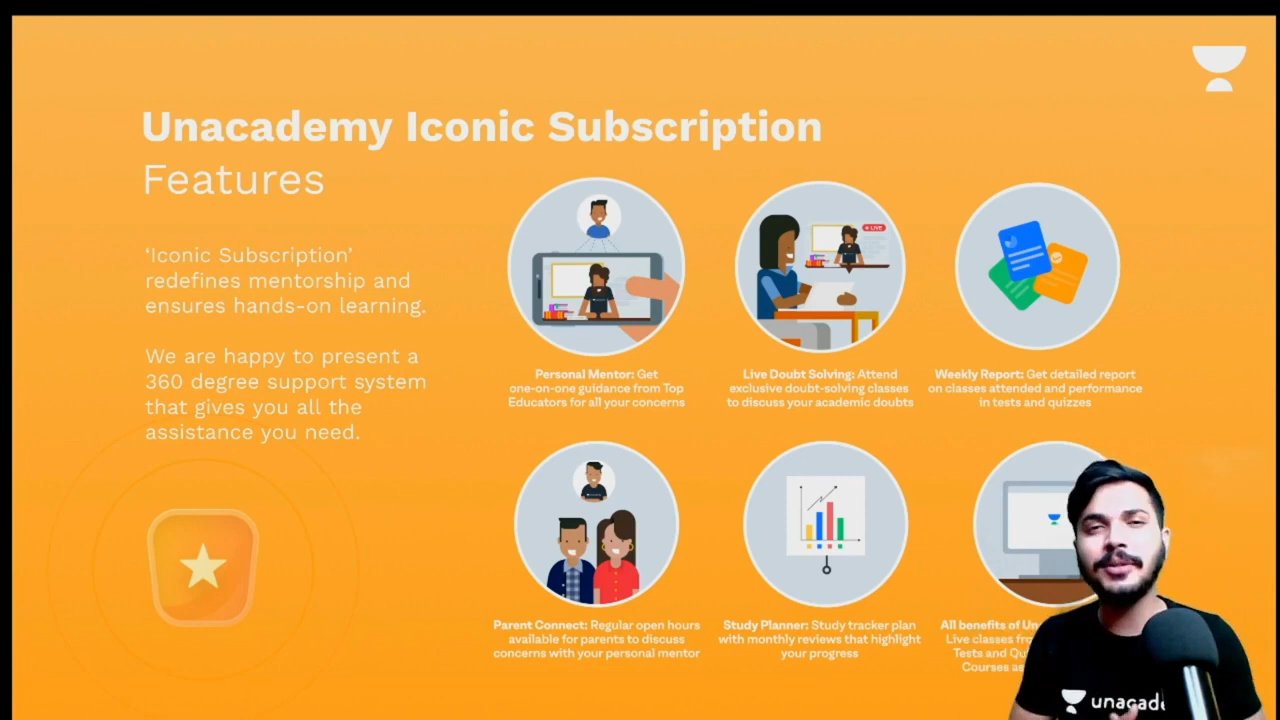 Unacademy Iconic Subscription
Features
‘Iconic Subscription’
redefines mentorship and
ensures hands-on learning.
We are happy to present a
360 degree support system
that gives you all the
assistance you need.
LIVE
Personal Mentor: Get
one-on-one guidance from Top
Educators for all your concerns
Live Doubt Solving: Attend
exclusive doubt-solving classes
to discuss your academic doubts
Weekly Report: Get detailed report
on classes attended and performance
in tests and quizzes
Parent Connect: Regular open hours
available for parents to discuss
concerns with your personal mentor
Study Planner: Study tracker plan
with monthly reviews that highlight
your progress
All benefits of
Live classes
Tests and
Courses
unacade